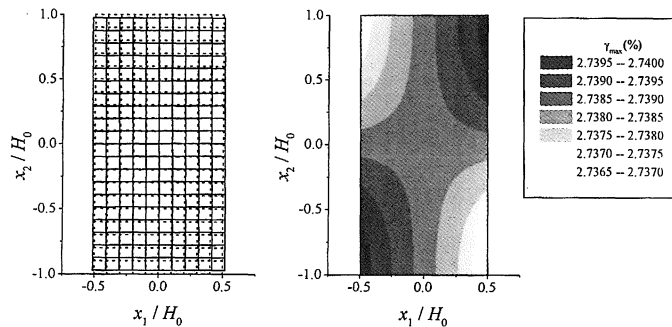 1.0
0.5
0.0
-0.5
-1.0
-0.5 0.0 0.5
x₂ / H₀
x₁ / H₀
1.0
0.5
0.0
-0.5
-1.0
-0.5 0.0 0.5
x₂ / H₀
x₁ / H₀
γmax(%)
2.7395 -- 2.7400
2.7390 -- 2.7395
2.7385 -- 2.7390
2.7380 -- 2.7385
2.7375 -- 2.7380
2.7370 -- 2.7375
2.7365 -- 2.7370